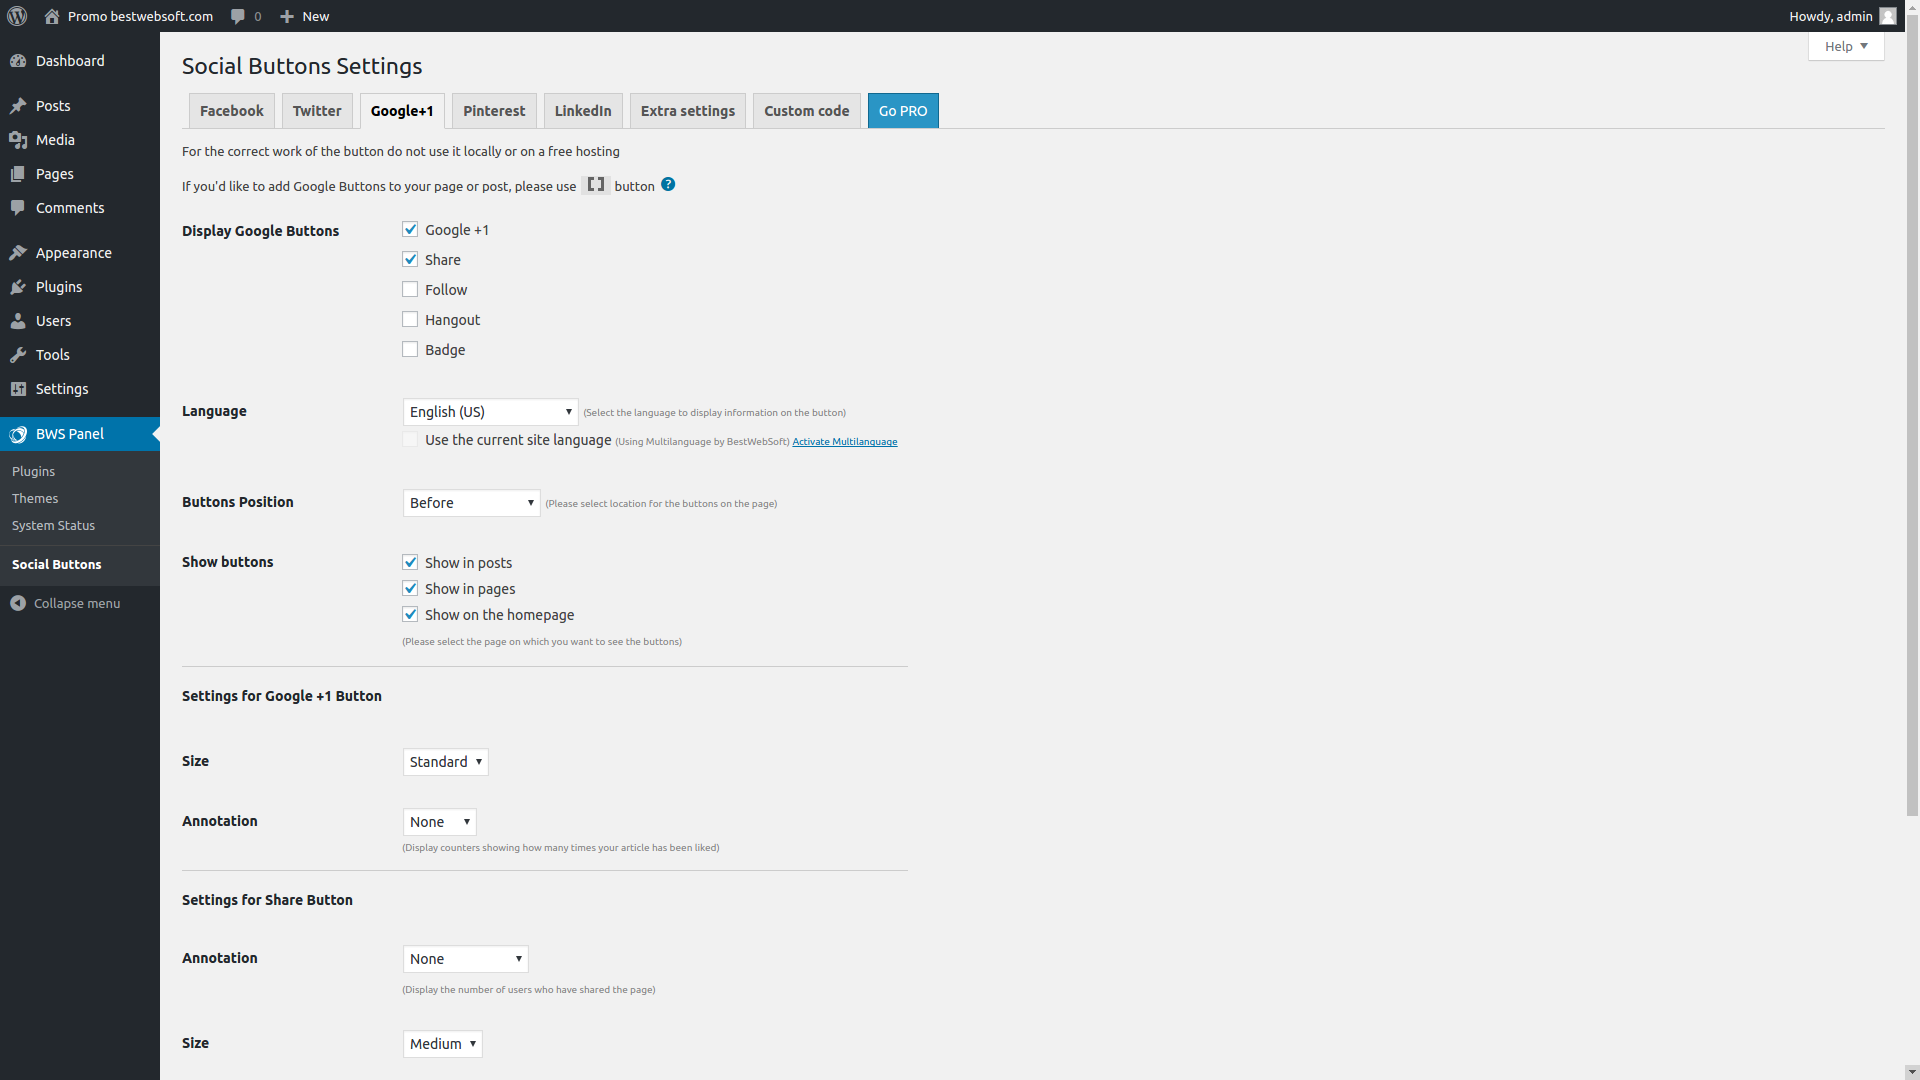 Promo bestwebsoft.com 0 New Howdy, admin
Help
Dashboard
Posts
Media
Pages
Comments
Appearance
Plugins
Users
Tools
Settings
BWS Panel
Plugins
Themes
System Status
Social Buttons
Collapse menu
Social Buttons Settings
Facebook Twitter Google+1 Pinterest LinkedIn Extra settings Custom code Go PRO
For the correct work of the button do not use it locally or on a free hosting
If you'd like to add Google Buttons to your page or post, please use [] button ?
Display Google Buttons
Google +1
Share
Follow
Hangout
Badge
Language
English (US) (Select the language to display information on the button)
Use the current site language (Using Multilanguage by BestWebSoft) Activate Multilanguage
Buttons Position
Before (Please select location for the buttons on the page)
Show buttons
Show in posts
Show in pages
Show on the homepage
(Please select the page on which you want to see the buttons)
Settings for Google +1 Button
Size
Standard
Annotation
None
(Display counters showing how many times your article has been liked)
Settings for Share Button
Annotation
None
(Display the number of users who have shared the page)
Size
Medium